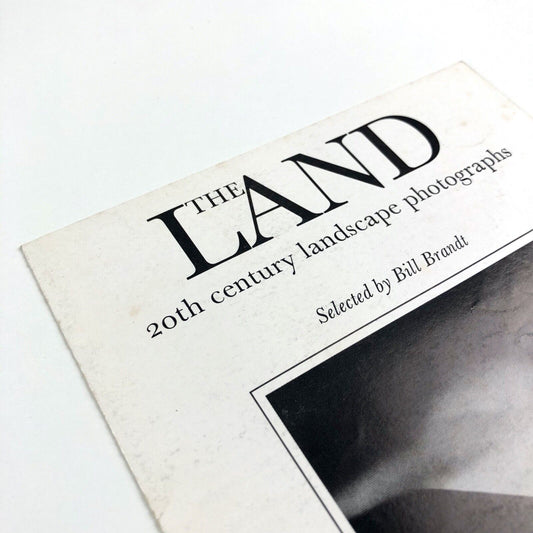 THE
LAND
20th century landscape photographs
Selected by Bill Brandt